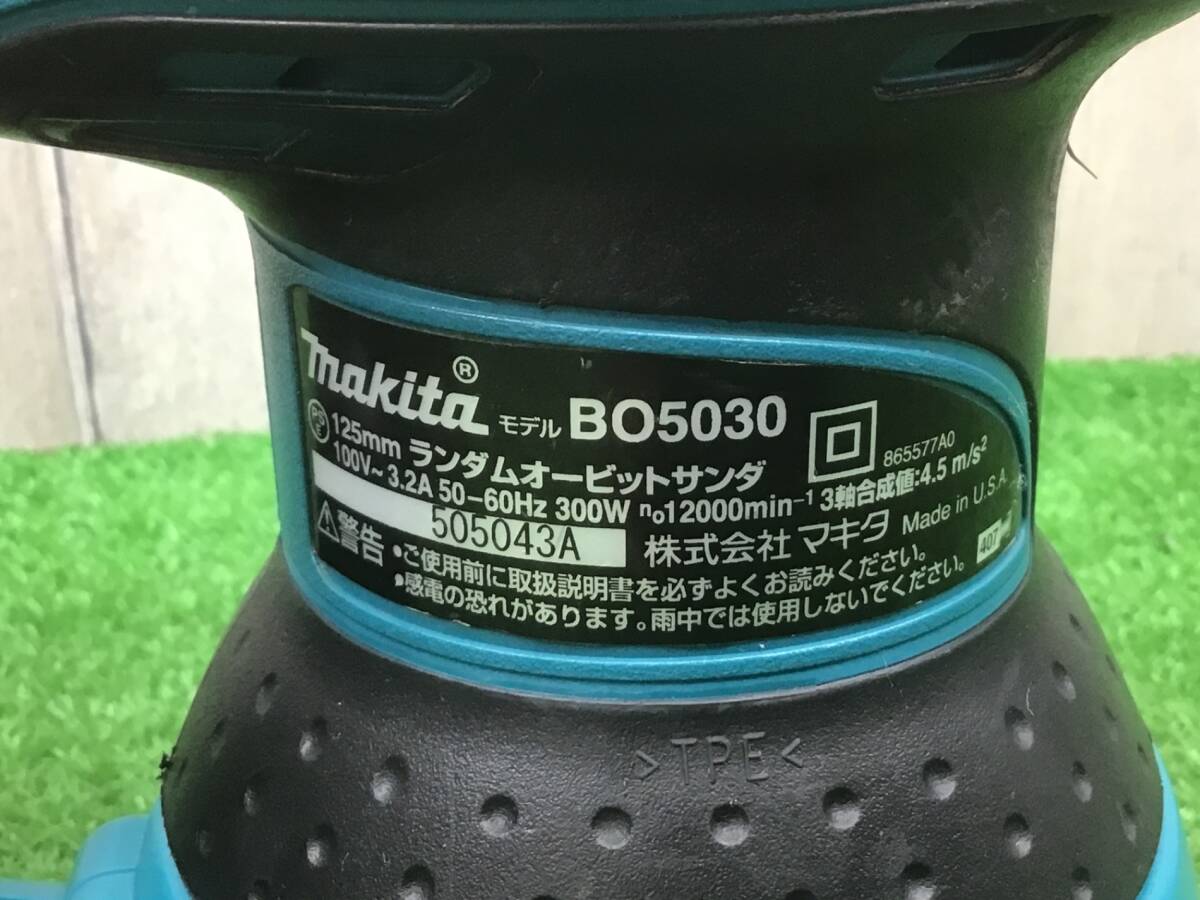 makita® モデル BO5030
865577A0
125mm ランダムオービットサンダ
100V~ 3.2A 50-60Hz 300W n₀12000min⁻¹ 3軸合成値:4.5 m/s²
505043A
株式会社 マキタ Made in U.S.A.
407
⚠警告 •ご使用前に取扱説明書を必ずよくお読みください。
•感電の恐れがあります。雨中では使用しないでください。
>TPE<